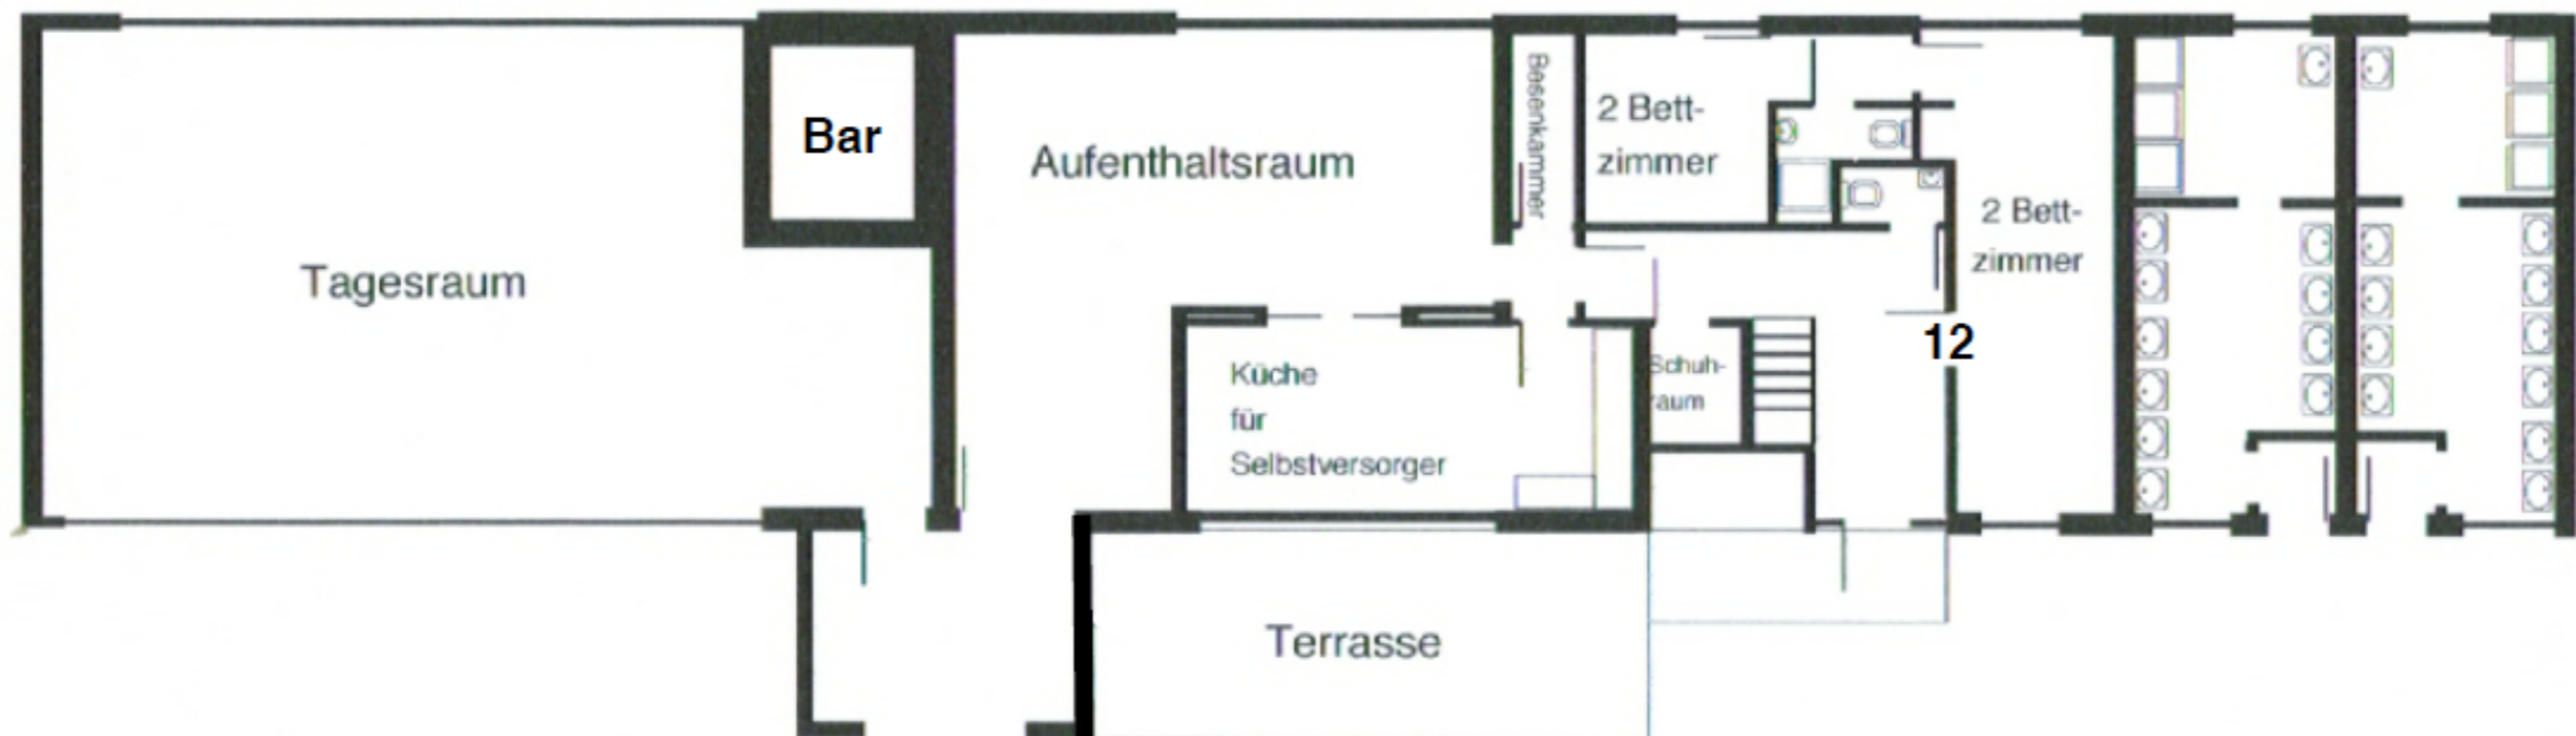 Tagesraum
Bar
Aufenthaltsraum
Besenkammer
2 Bett-
zimmer
2 Bett-
zimmer
12
Küche
für
Selbstversorger
Schuh-
raum
Terrasse